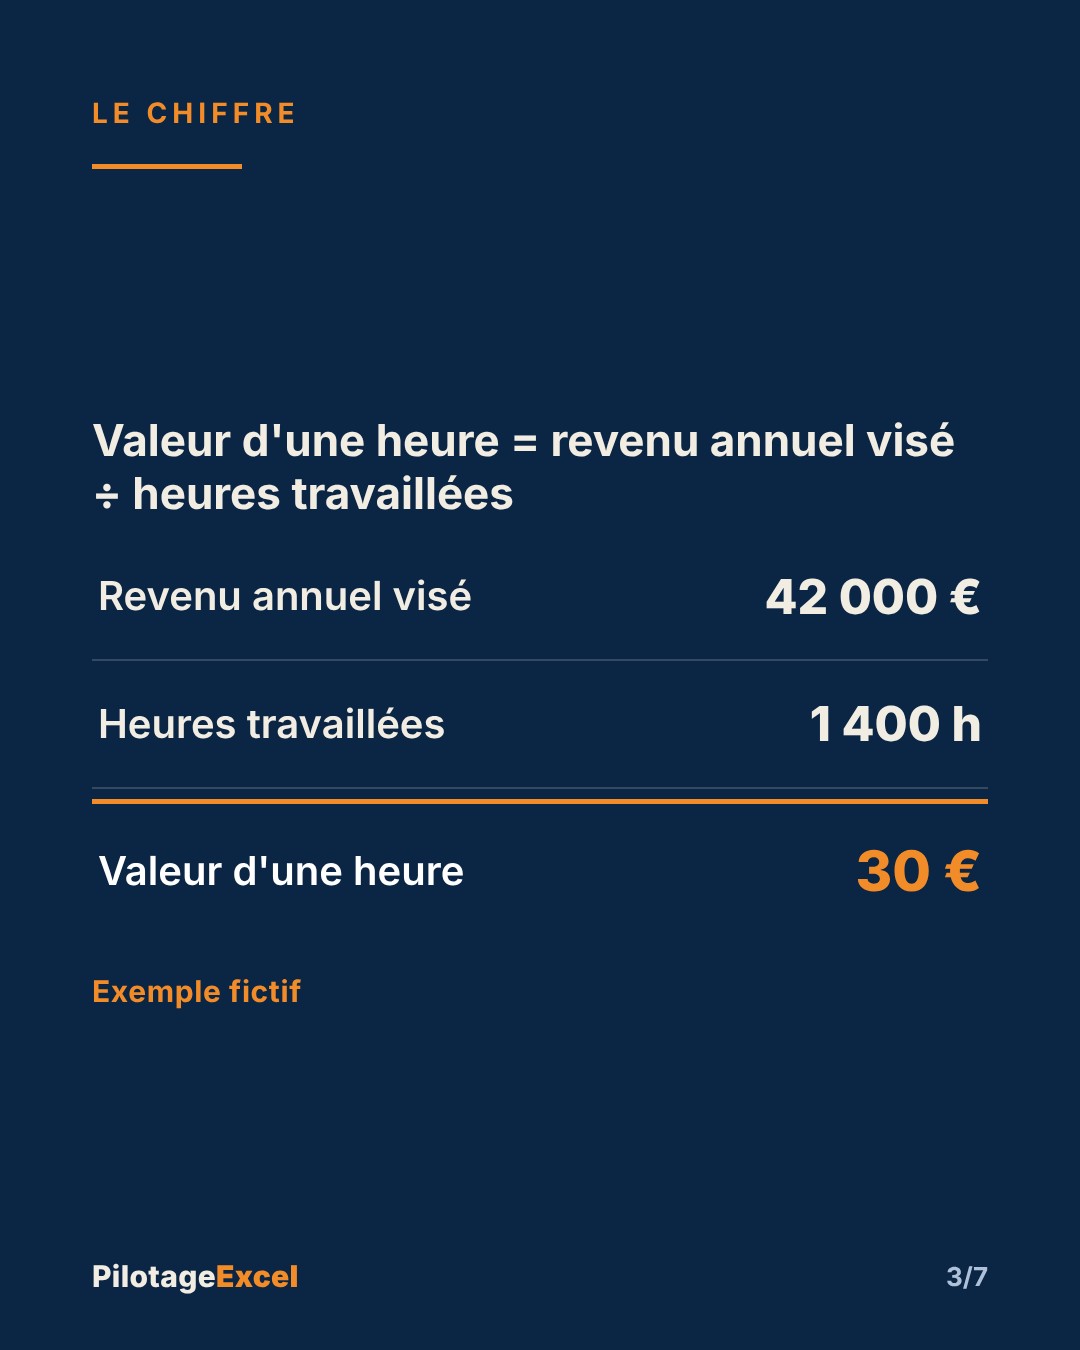 LE CHIFFRE
Valeur d'une heure = revenu annuel visé
÷ heures travaillées
Revenu annuel visé 42 000 €
Heures travaillées 1 400 h
Valeur d'une heure 30 €
Exemple fictif
PilotageExcel 3/7